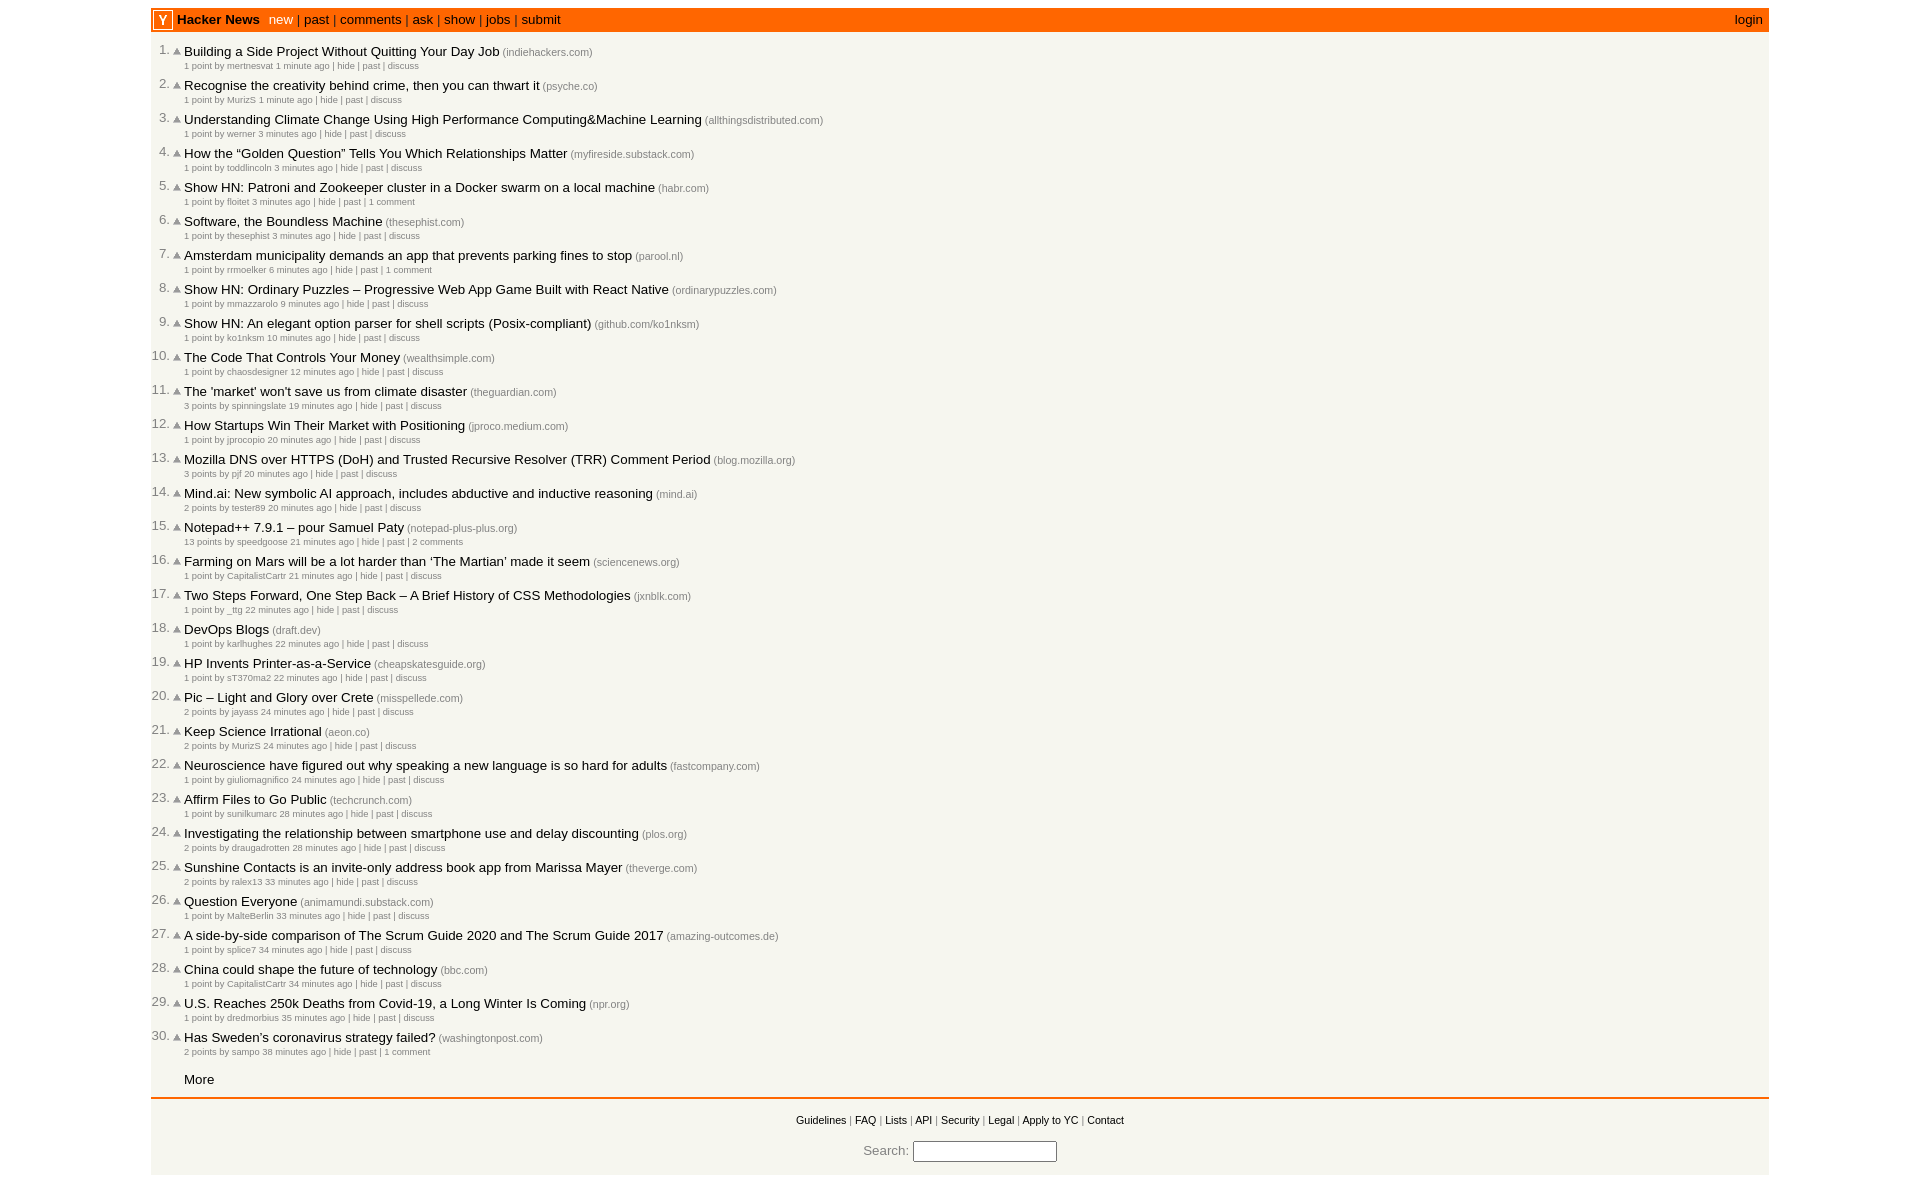 Y Hacker News new | past | comments | ask | show | jobs | submit login
1. Building a Side Project Without Quitting Your Day Job (indiehackers.com)
1 point by mertnesvat 1 minute ago | hide | past | discuss
2. Recognise the creativity behind crime, then you can thwart it (psyche.co)
1 point by MurizS 1 minute ago | hide | past | discuss
3. Understanding Climate Change Using High Performance Computing&Machine Learning (allthingsdistributed.com)
1 point by werner 3 minutes ago | hide | past | discuss
4. How the “Golden Question” Tells You Which Relationships Matter (myfireside.substack.com)
1 point by toddlincoln 3 minutes ago | hide | past | discuss
5. Show HN: Patroni and Zookeeper cluster in a Docker swarm on a local machine (habr.com)
1 point by floitet 3 minutes ago | hide | past | 1 comment
6. Software, the Boundless Machine (thesephist.com)
1 point by thesephist 3 minutes ago | hide | past | discuss
7. Amsterdam municipality demands an app that prevents parking fines to stop (parool.nl)
1 point by rrmoelker 6 minutes ago | hide | past | 1 comment
8. Show HN: Ordinary Puzzles – Progressive Web App Game Built with React Native (ordinarypuzzles.com)
1 point by mmazzarolo 9 minutes ago | hide | past | discuss
9. Show HN: An elegant option parser for shell scripts (Posix-compliant) (github.com/ko1nksm)
1 point by ko1nksm 10 minutes ago | hide | past | discuss
10. The Code That Controls Your Money (wealthsimple.com)
1 point by chaosdesigner 12 minutes ago | hide | past | discuss
11. The 'market' won't save us from climate disaster (theguardian.com)
3 points by spinningslate 19 minutes ago | hide | past | discuss
12. How Startups Win Their Market with Positioning (jproco.medium.com)
1 point by jprocopio 20 minutes ago | hide | past | discuss
13. Mozilla DNS over HTTPS (DoH) and Trusted Recursive Resolver (TRR) Comment Period (blog.mozilla.org)
3 points by pjf 20 minutes ago | hide | past | discuss
14. Mind.ai: New symbolic AI approach, includes abductive and inductive reasoning (mind.ai)
2 points by tester89 20 minutes ago | hide | past | discuss
15. Notepad++ 7.9.1 – pour Samuel Paty (notepad-plus-plus.org)
13 points by speedgoose 21 minutes ago | hide | past | 2 comments
16. Farming on Mars will be a lot harder than ‘The Martian’ made it seem (sciencenews.org)
1 point by CapitalistCartr 21 minutes ago | hide | past | discuss
17. Two Steps Forward, One Step Back – A Brief History of CSS Methodologies (jxnblk.com)
1 point by _ttg 22 minutes ago | hide | past | discuss
18. DevOps Blogs (draft.dev)
1 point by karlhughes 22 minutes ago | hide | past | discuss
19. HP Invents Printer-as-a-Service (cheapskatesguide.org)
1 point by sT370ma2 22 minutes ago | hide | past | discuss
20. Pic – Light and Glory over Crete (misspellede.com)
2 points by jayass 24 minutes ago | hide | past | discuss
21. Keep Science Irrational (aeon.co)
2 points by MurizS 24 minutes ago | hide | past | discuss
22. Neuroscience have figured out why speaking a new language is so hard for adults (fastcompany.com)
1 point by giuliomagnifico 24 minutes ago | hide | past | discuss
23. Affirm Files to Go Public (techcrunch.com)
1 point by sunilkumarc 28 minutes ago | hide | past | discuss
24. Investigating the relationship between smartphone use and delay discounting (plos.org)
2 points by draugadrotten 28 minutes ago | hide | past | discuss
25. Sunshine Contacts is an invite-only address book app from Marissa Mayer (theverge.com)
2 points by ralex13 33 minutes ago | hide | past | discuss
26. Question Everyone (animamundi.substack.com)
1 point by MalteBerlin 33 minutes ago | hide | past | discuss
27. A side-by-side comparison of The Scrum Guide 2020 and The Scrum Guide 2017 (amazing-outcomes.de)
1 point by splice7 34 minutes ago | hide | past | discuss
28. China could shape the future of technology (bbc.com)
1 point by CapitalistCartr 34 minutes ago | hide | past | discuss
29. U.S. Reaches 250k Deaths from Covid-19, a Long Winter Is Coming (npr.org)
1 point by dredmorbius 35 minutes ago | hide | past | discuss
30. Has Sweden’s coronavirus strategy failed? (washingtonpost.com)
2 points by sampo 38 minutes ago | hide | past | 1 comment
More
Guidelines | FAQ | Lists | API | Security | Legal | Apply to YC | Contact
Search: